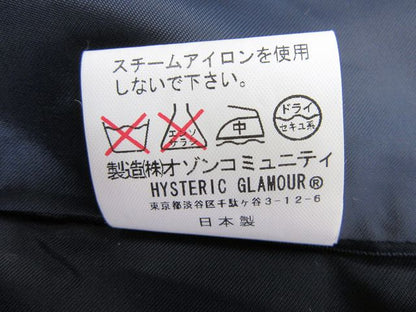 スチームアイロンを使用
しないで下さい。
エンソ
サラシ
中
ドライ
セキユ系
製造(株)オゾンコミュニティ
HYSTERIC GLAMOUR®
東京都渋谷区千駄ヶ谷3-12-6
日本製